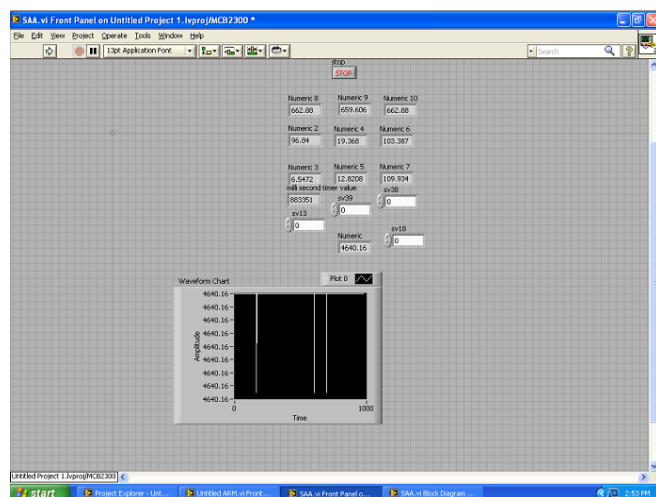 SAA.vi Front Panel on Untitled Project 1.lvproj/MCB2300 *
File Edit View Project Operate Tools Window Help
13pt Application Font Search
stop
STOP
Numeric 8 Numeric 9 Numeric 10
662.88 659.606 662.88
Numeric 2 Numeric 4 Numeric 6
96.84 19.368 103.387
Numeric 3 Numeric 5 Numeric 7
6.5472 12.8208 109.934
milli second timer value sv39 sv38
883351 0 0
sv13
0
Numeric sv18
4640.16 0
Waveform Chart Plot 0
4640.16
4640.16
4640.16
4640.16
4640.16
4640.16
4640.16
4640.16
4640.16
Amplitude
0 1000
Time
Untitled Project 1.lvproj/MCB2300
start Project Explorer - Unt... Untitled ARM.vi Front... SAA.vi Front Panel o... SAA.vi Block Diagram ... 2:53 PM